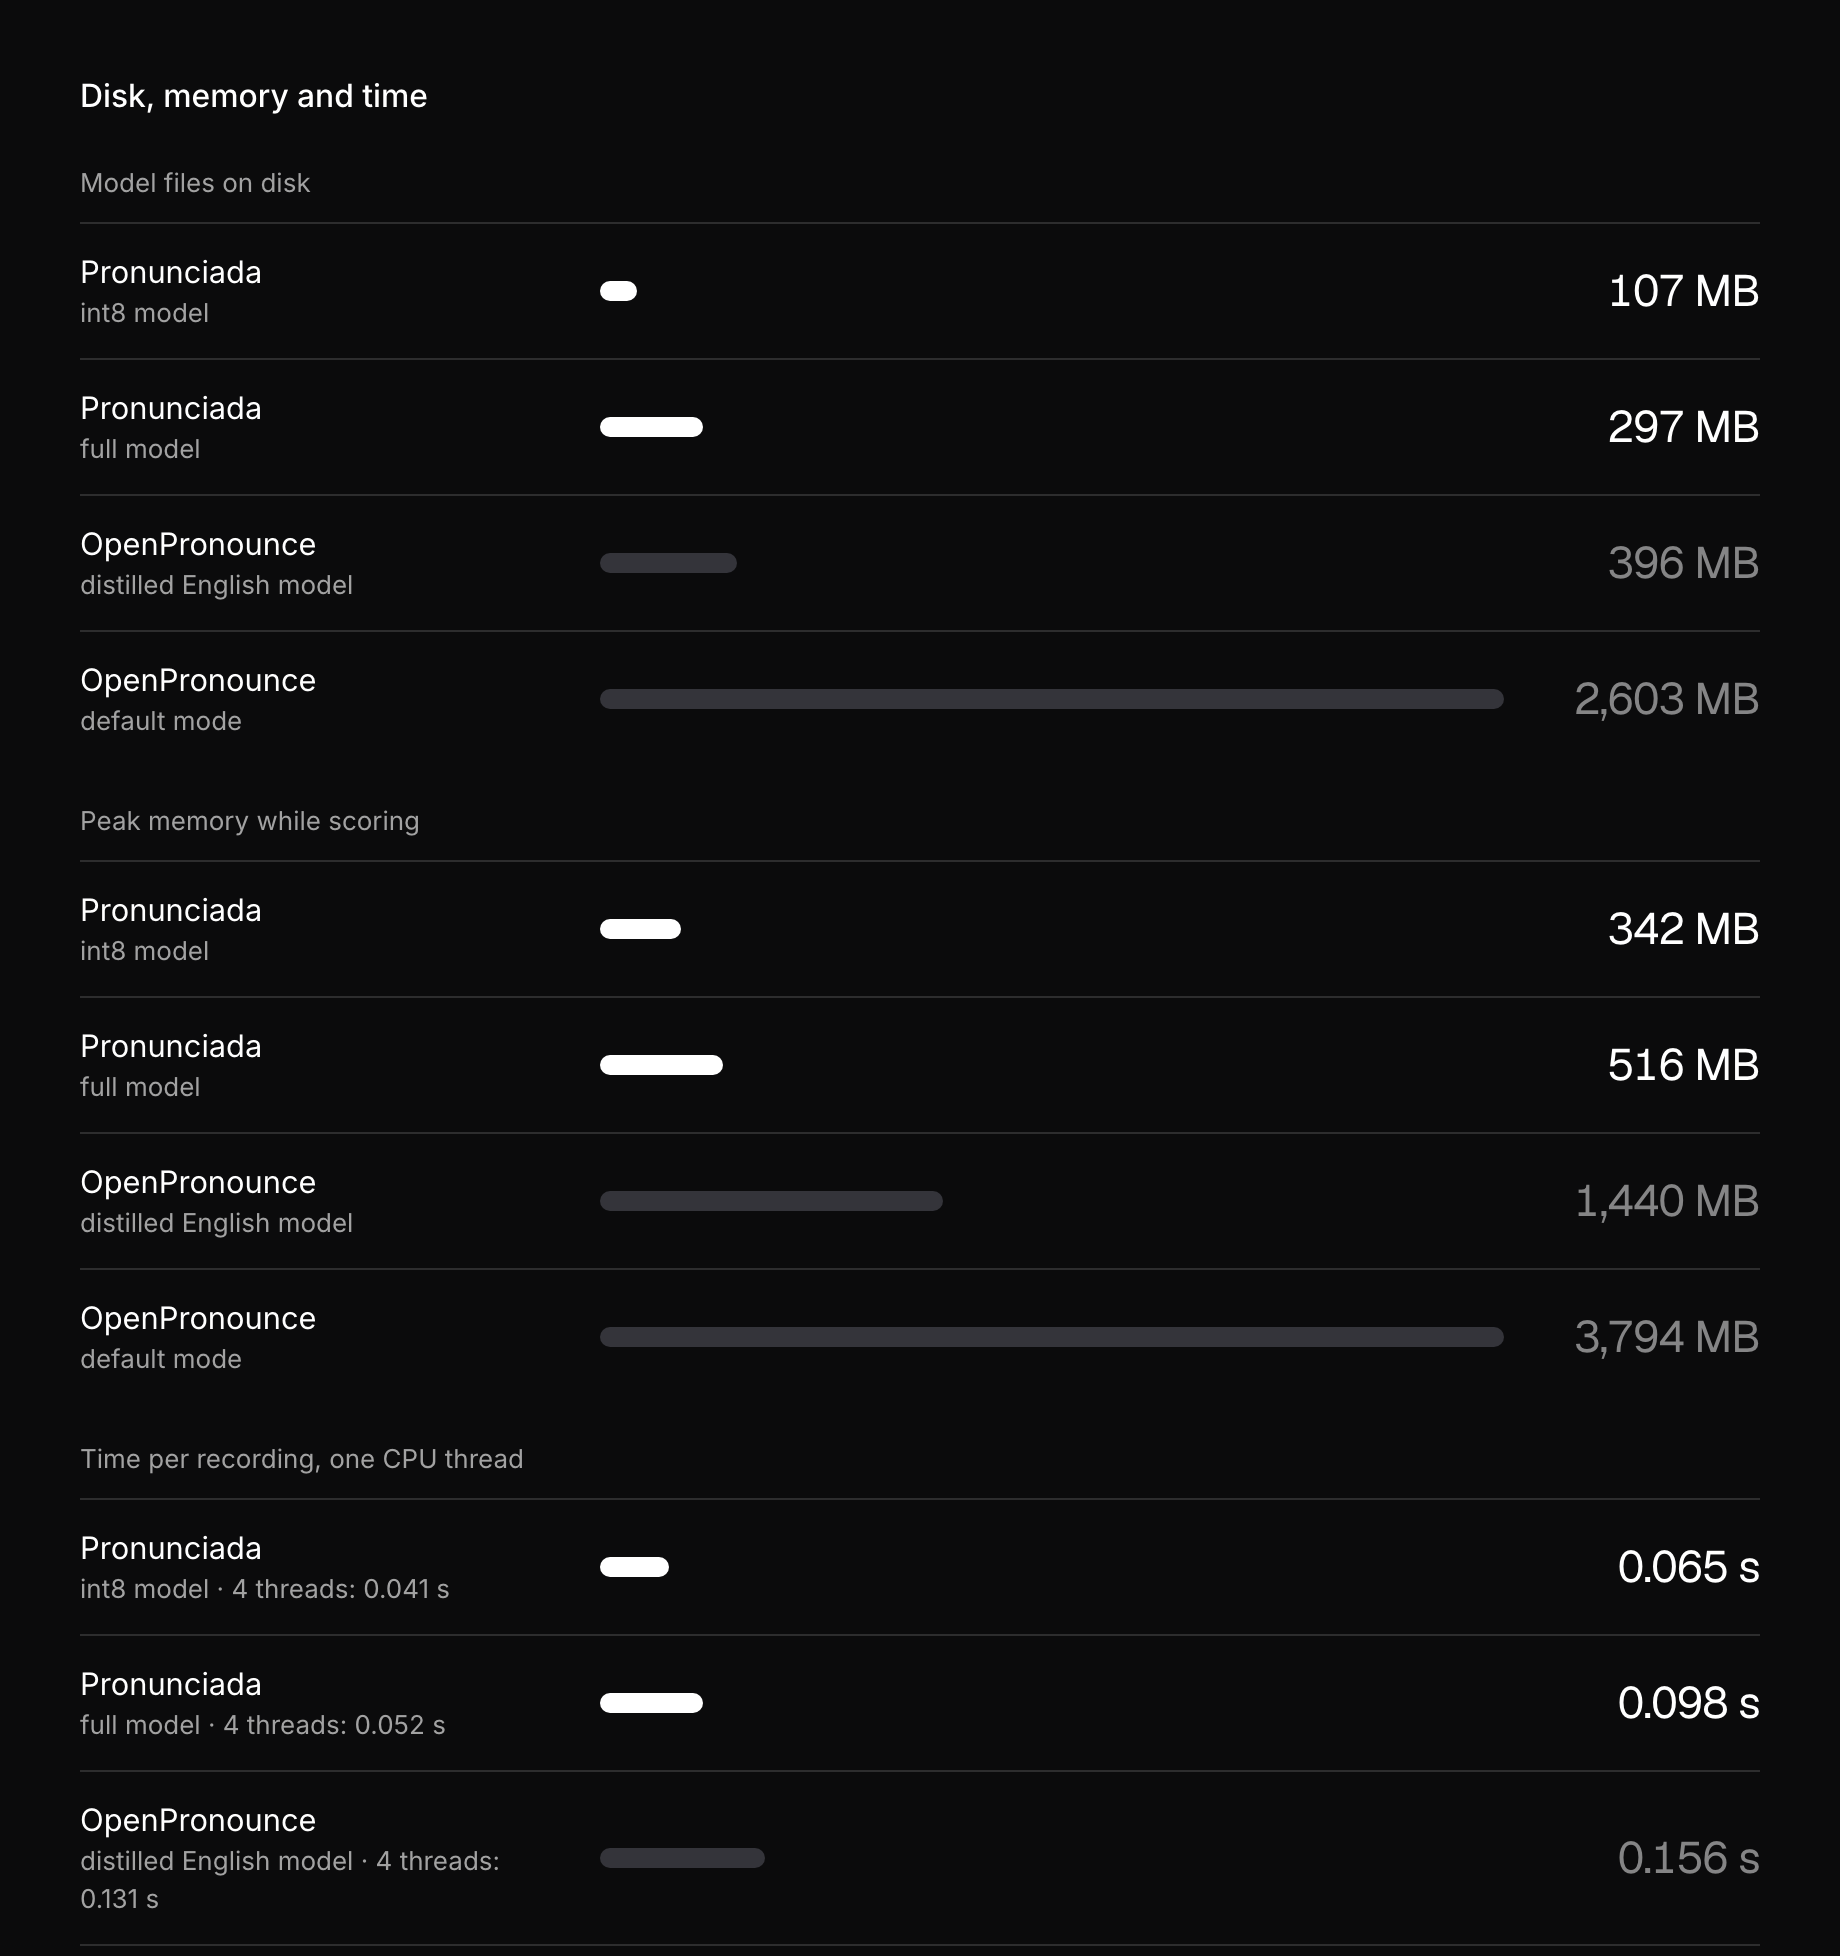 Disk, memory and time
Model files on disk
Pronunciada
int8 model
107 MB
Pronunciada
full model
297 MB
OpenPronounce
distilled English model
396 MB
OpenPronounce
default mode
2,603 MB
Peak memory while scoring
Pronunciada
int8 model
342 MB
Pronunciada
full model
516 MB
OpenPronounce
distilled English model
1,440 MB
OpenPronounce
default mode
3,794 MB
Time per recording, one CPU thread
Pronunciada
int8 model · 4 threads: 0.041 s
0.065 s
Pronunciada
full model · 4 threads: 0.052 s
0.098 s
OpenPronounce
distilled English model · 4 threads:
0.131 s
0.156 s